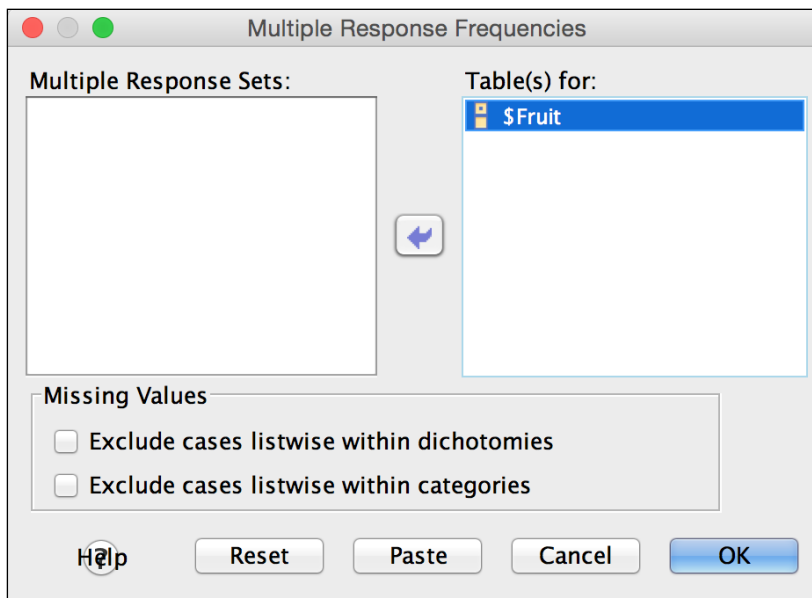 Multiple Response Frequencies
Multiple Response Sets:
Table(s) for:
$Fruit
Missing Values
Exclude cases listwise within dichotomies
Exclude cases listwise within categories
Help ? Reset Paste Cancel OK